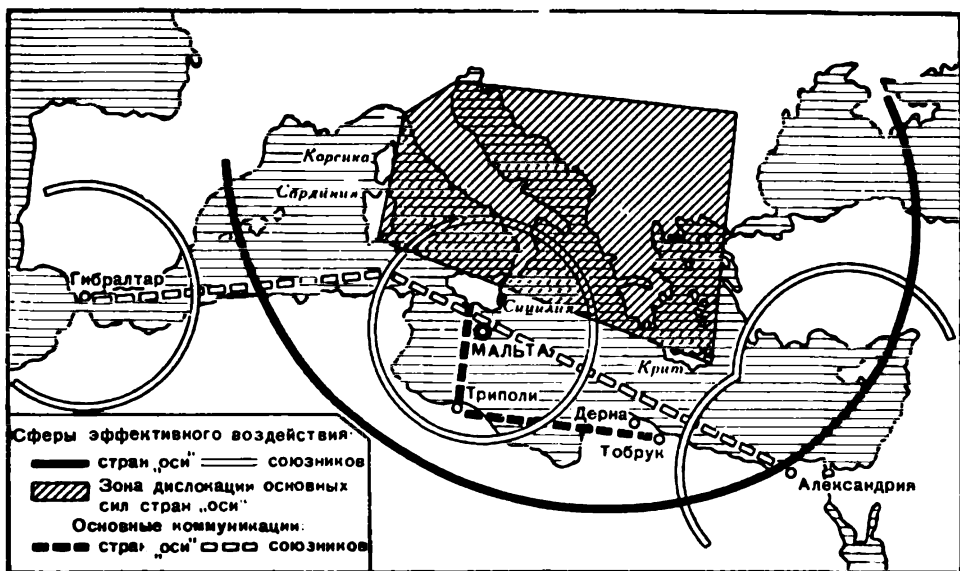 Корсика
Сардиния
Гибралтар
Сицилия
МАЛЬТА
Крит
Триполи
Дерна
Тобрук
Александрия
Сферы эффективного воздействия:
стран „оси" союзников
Зона дислокации основных
сил стран „оси"
Основные коммуникации:
стран „оси" союзников